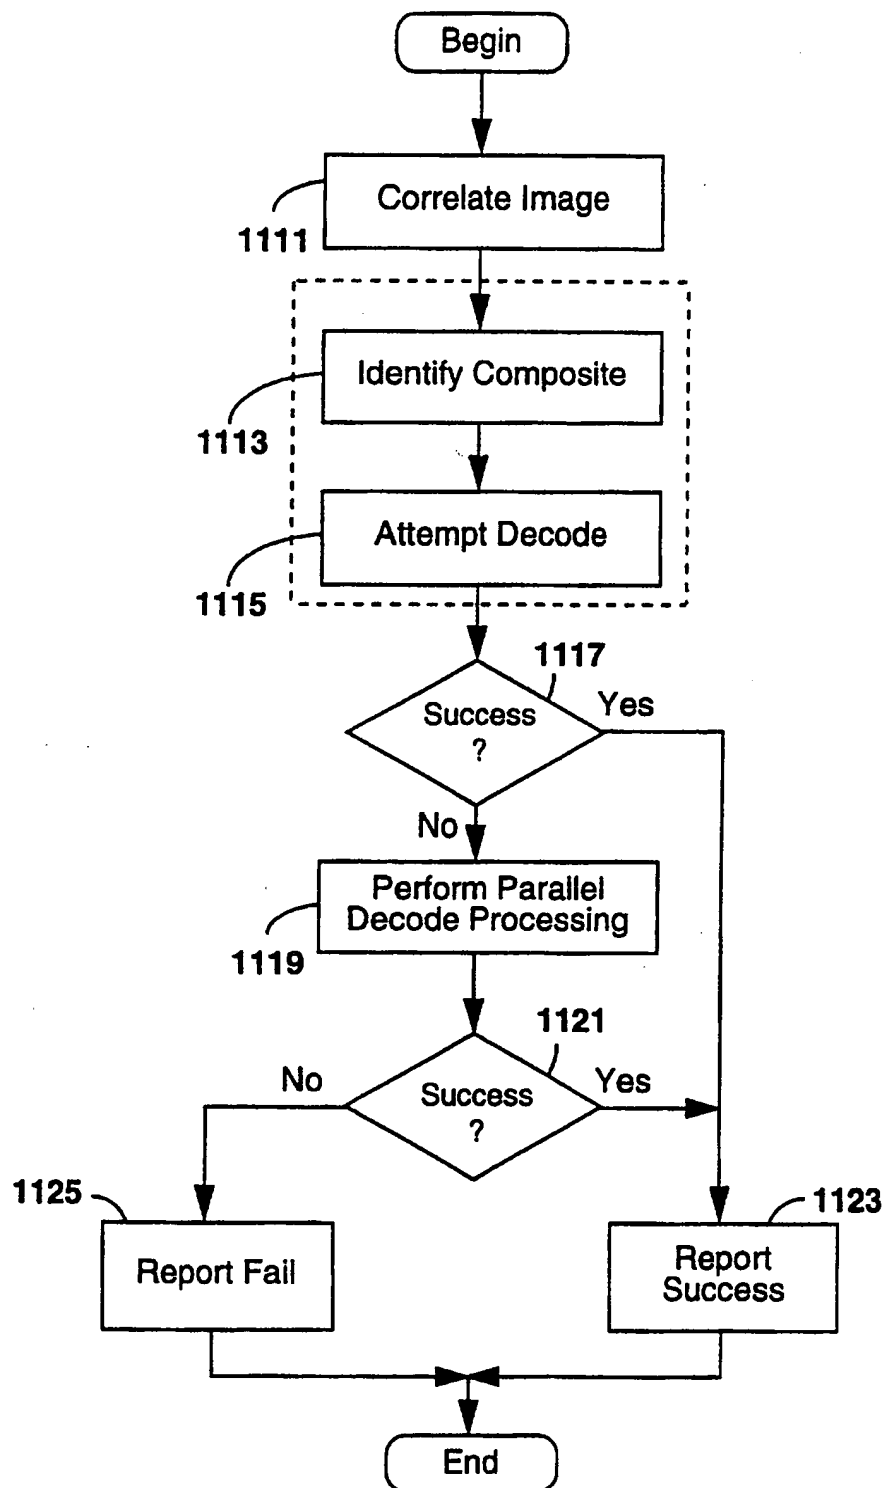 Begin
Correlate Image
1111
Identify Composite
1113
Attempt Decode
1115
1117
Success
?
Yes
No
Perform Parallel
Decode Processing
1119
1121
No
Success
?
Yes
1125
1123
Report Fail
Report
Success
End